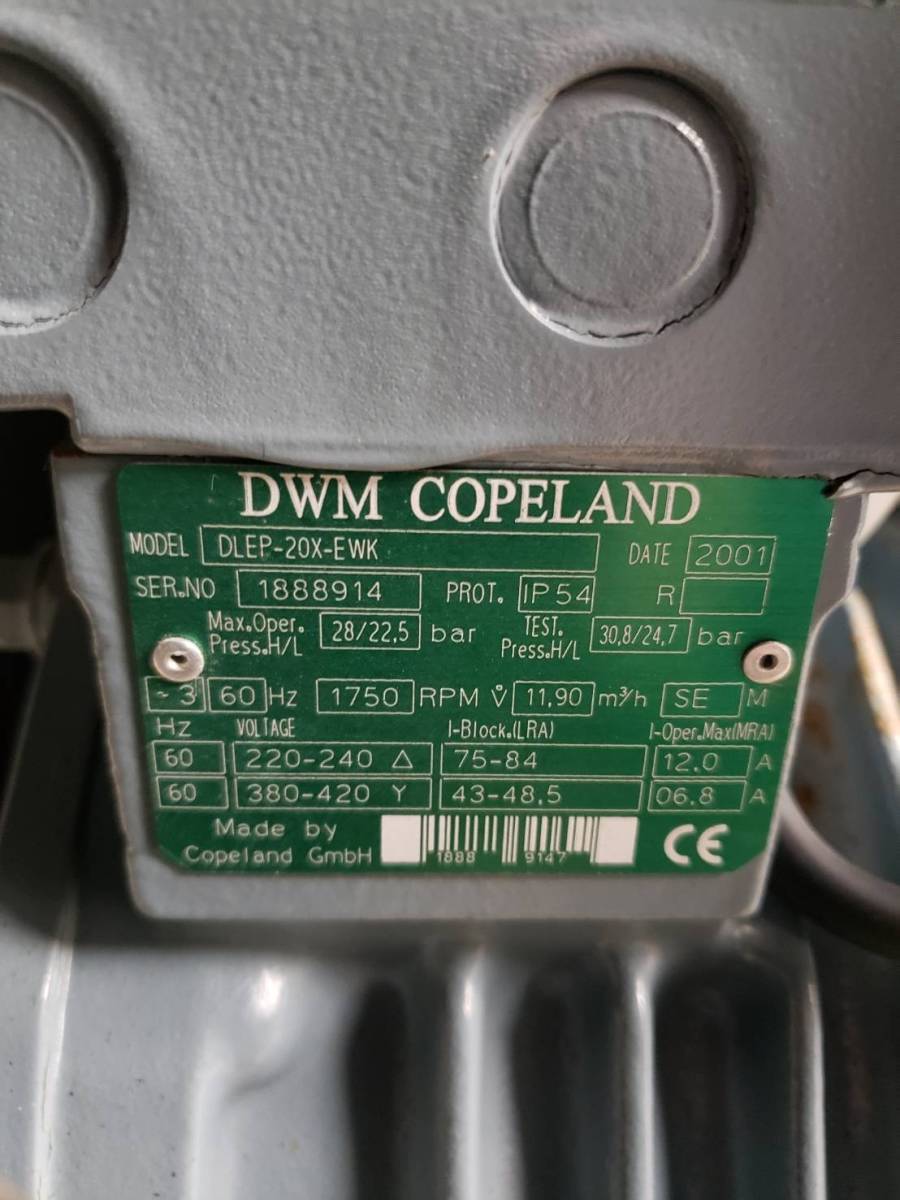 DWM COPELAND
MODEL DLEP-20X-EWK DATE 2001
SER.NO 1888914 PROT. IP54 R
Max.Oper. Press.H/L 28/22,5 bar TEST. Press.H/L 30,8/24,7 bar
~3 60 Hz 1750 RPM V̊ 11,90 m³/h SE M
Hz VOLTAGE I-Block.(LRA) I-Oper.Max(MRA)
60 220-240 Δ 75-84 12.0 A
60 380-420 Y 43-48,5 06.8 A
Made by
Copeland GmbH 1888 9147 CE